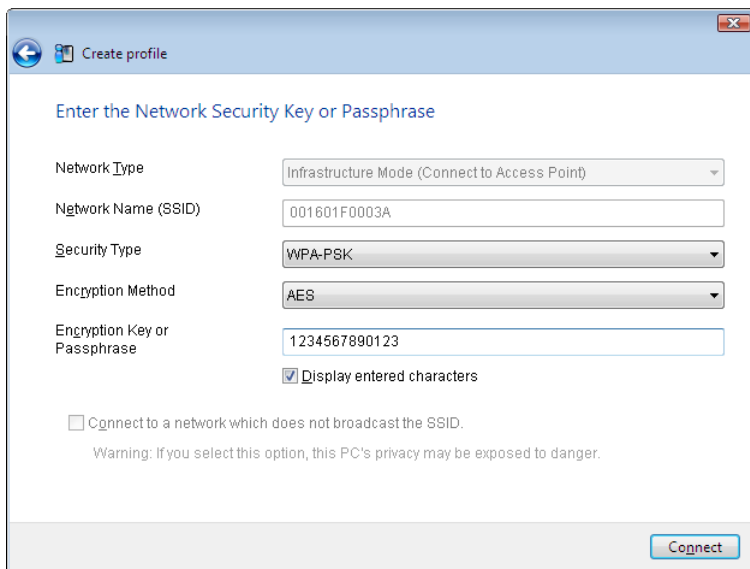 Create profile
Enter the Network Security Key or Passphrase
Network Type
Infrastructure Mode (Connect to Access Point)
Network Name (SSID)
001601F0003A
Security Type
WPA-PSK
Encryption Method
AES
Encryption Key or
Passphrase
1234567890123
Display entered characters
Connect to a network which does not broadcast the SSID.
Warning: If you select this option, this PC's privacy may be exposed to danger.
Connect